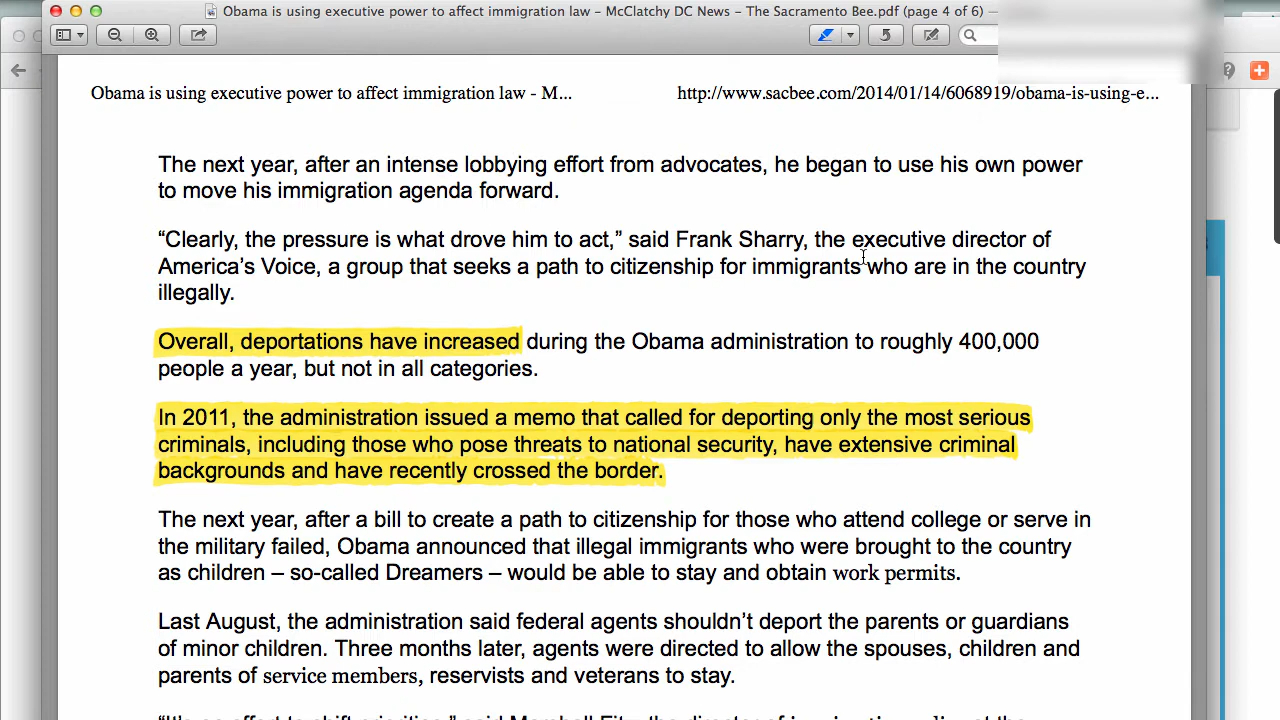 Obama is using executive power to affect immigration law - McClatchy DC News - The Sacramento Bee.pdf (page 4 of 6)
Obama is using executive power to affect immigration law - M... http://www.sacbee.com/2014/01/14/6068919/obama-is-using-e...
The next year, after an intense lobbying effort from advocates, he began to use his own power
to move his immigration agenda forward.
“Clearly, the pressure is what drove him to act,” said Frank Sharry, the executive director of
America’s Voice, a group that seeks a path to citizenship for immigrants who are in the country
illegally.
Overall, deportations have increased during the Obama administration to roughly 400,000
people a year, but not in all categories.
In 2011, the administration issued a memo that called for deporting only the most serious
criminals, including those who pose threats to national security, have extensive criminal
backgrounds and have recently crossed the border.
The next year, after a bill to create a path to citizenship for those who attend college or serve in
the military failed, Obama announced that illegal immigrants who were brought to the country
as children – so-called Dreamers – would be able to stay and obtain work permits.
Last August, the administration said federal agents shouldn’t deport the parents or guardians
of minor children. Three months later, agents were directed to allow the spouses, children and
parents of service members, reservists and veterans to stay.